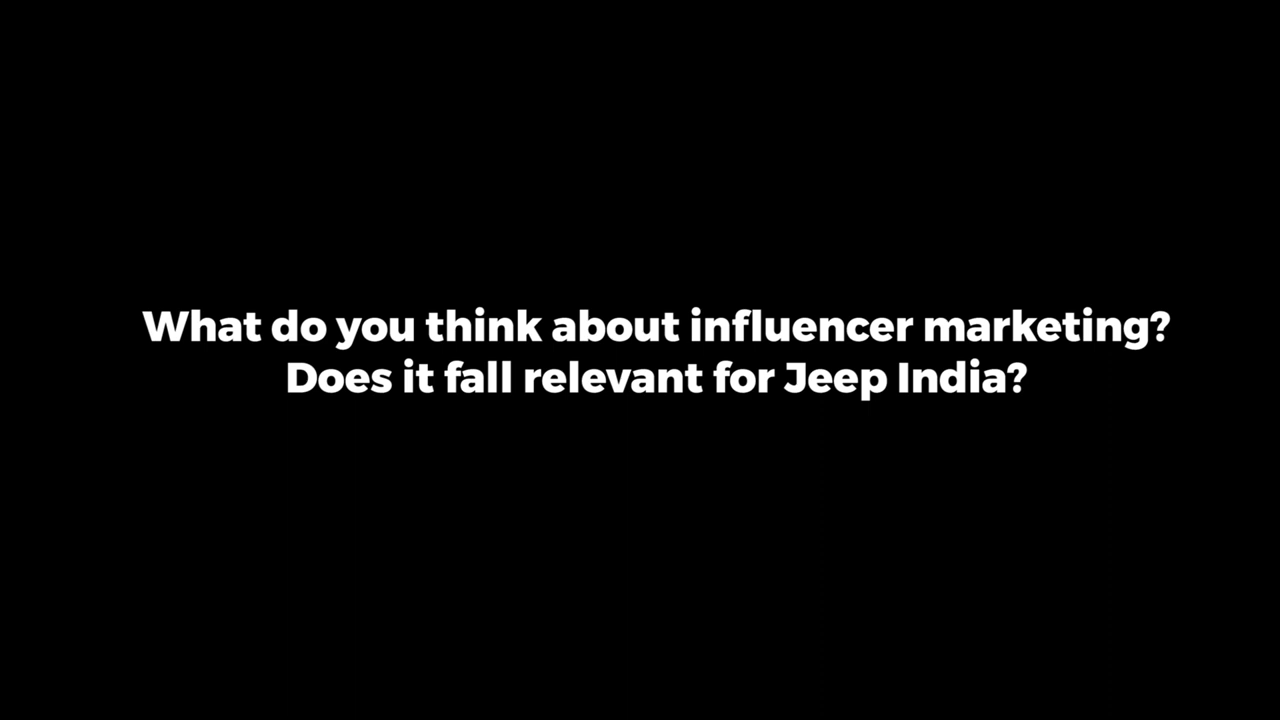 What do you think about influencer marketing?
Does it fall relevant for Jeep India?